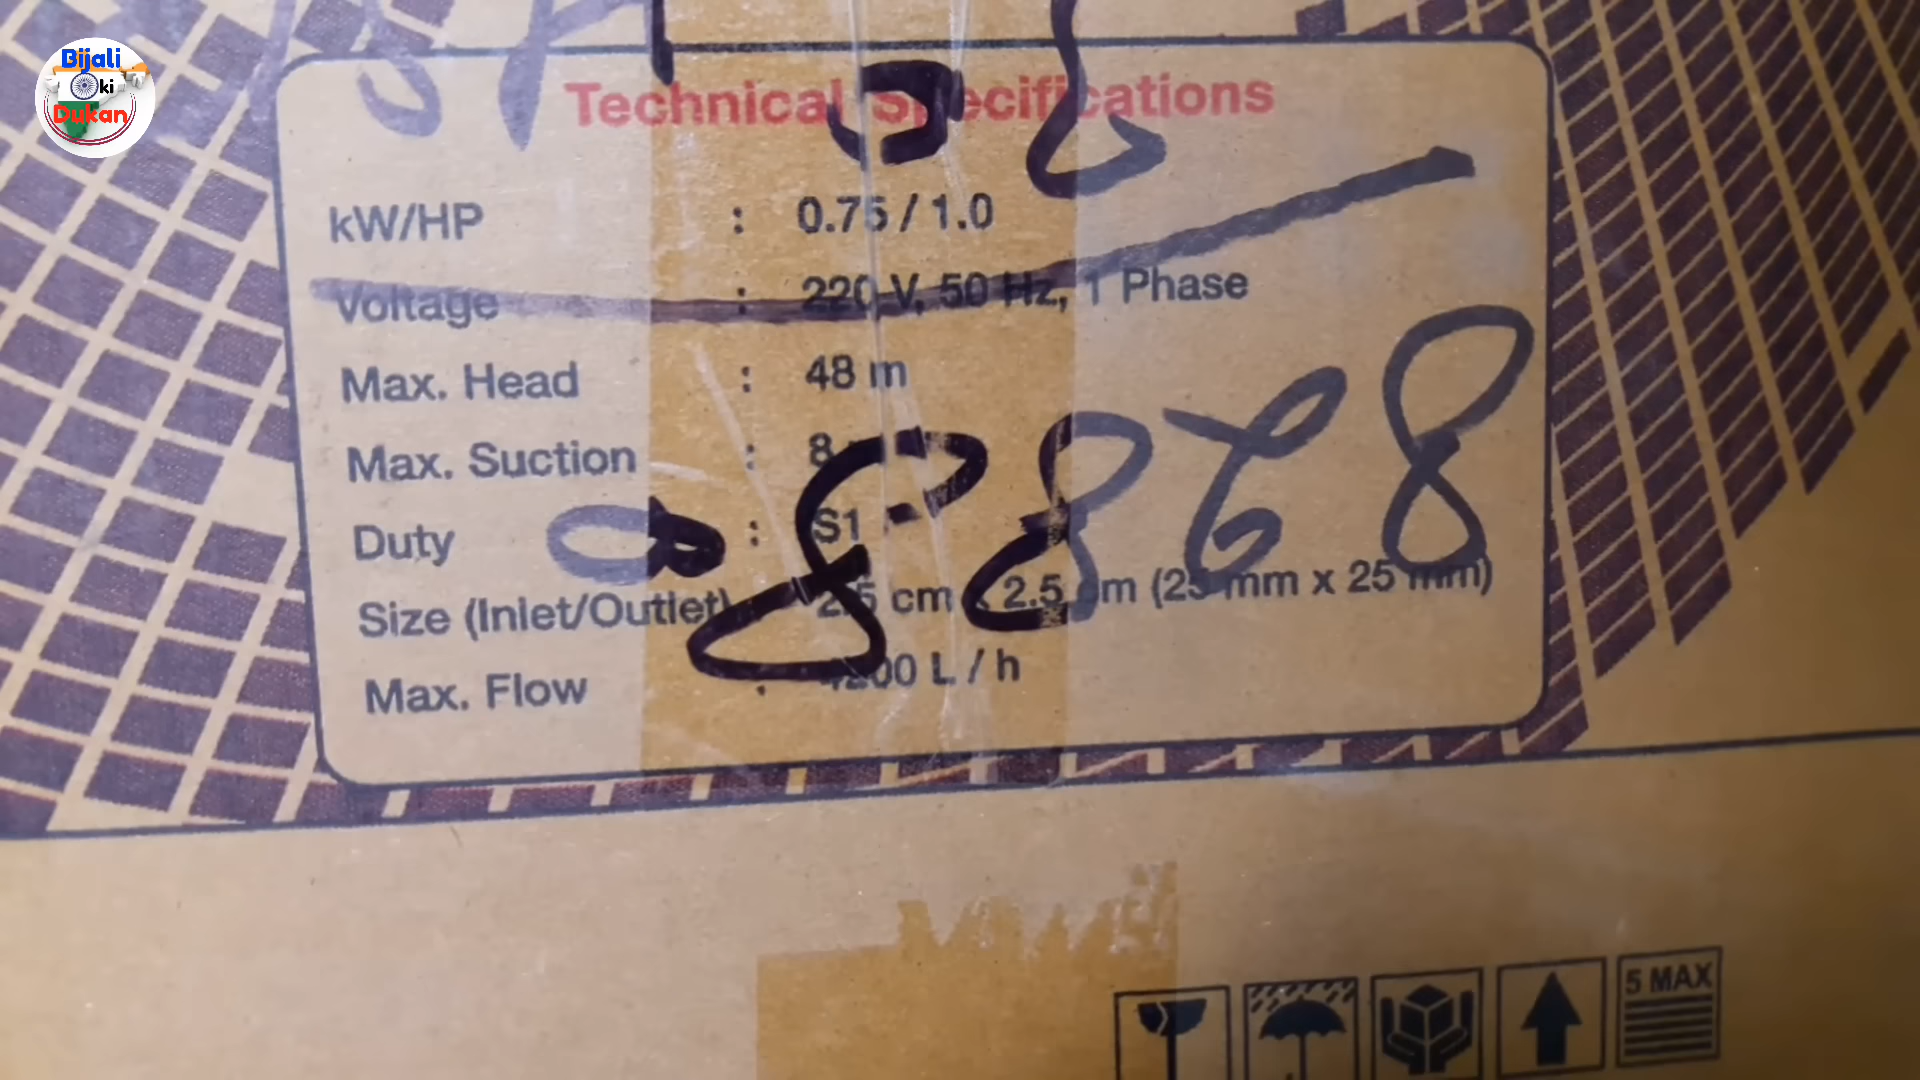 Bijali
ki
Dukan
Technical Specifications
kW/HP : 0.75 / 1.0
Voltage : 220 V, 50 Hz, 1 Phase
Max. Head : 48 m
Max. Suction : 8
Duty : S1
Size (Inlet/Outlet) : 2.5 cm x 2.5 cm (25 mm x 25 mm)
Max. Flow : L / h
5 MAX